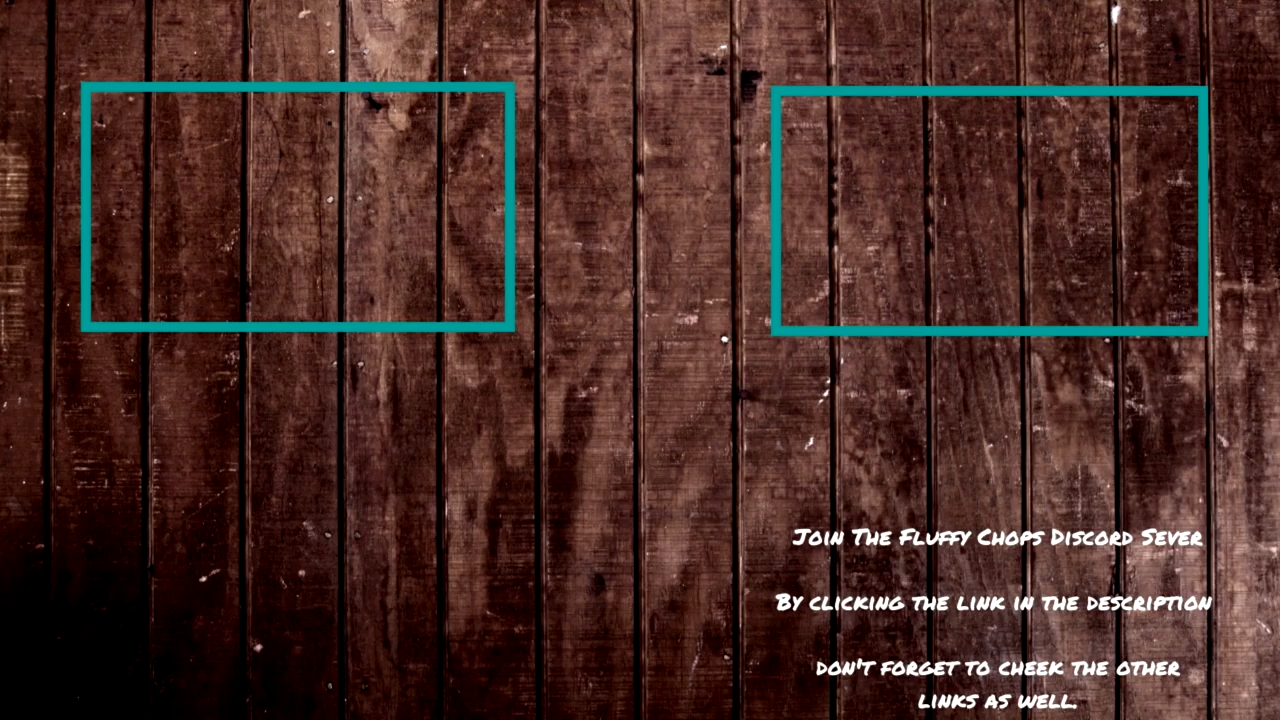 Join The Fluffy Chops Discord Sever
By clicking the link in the description
don't forget to cheek the other
links as well.